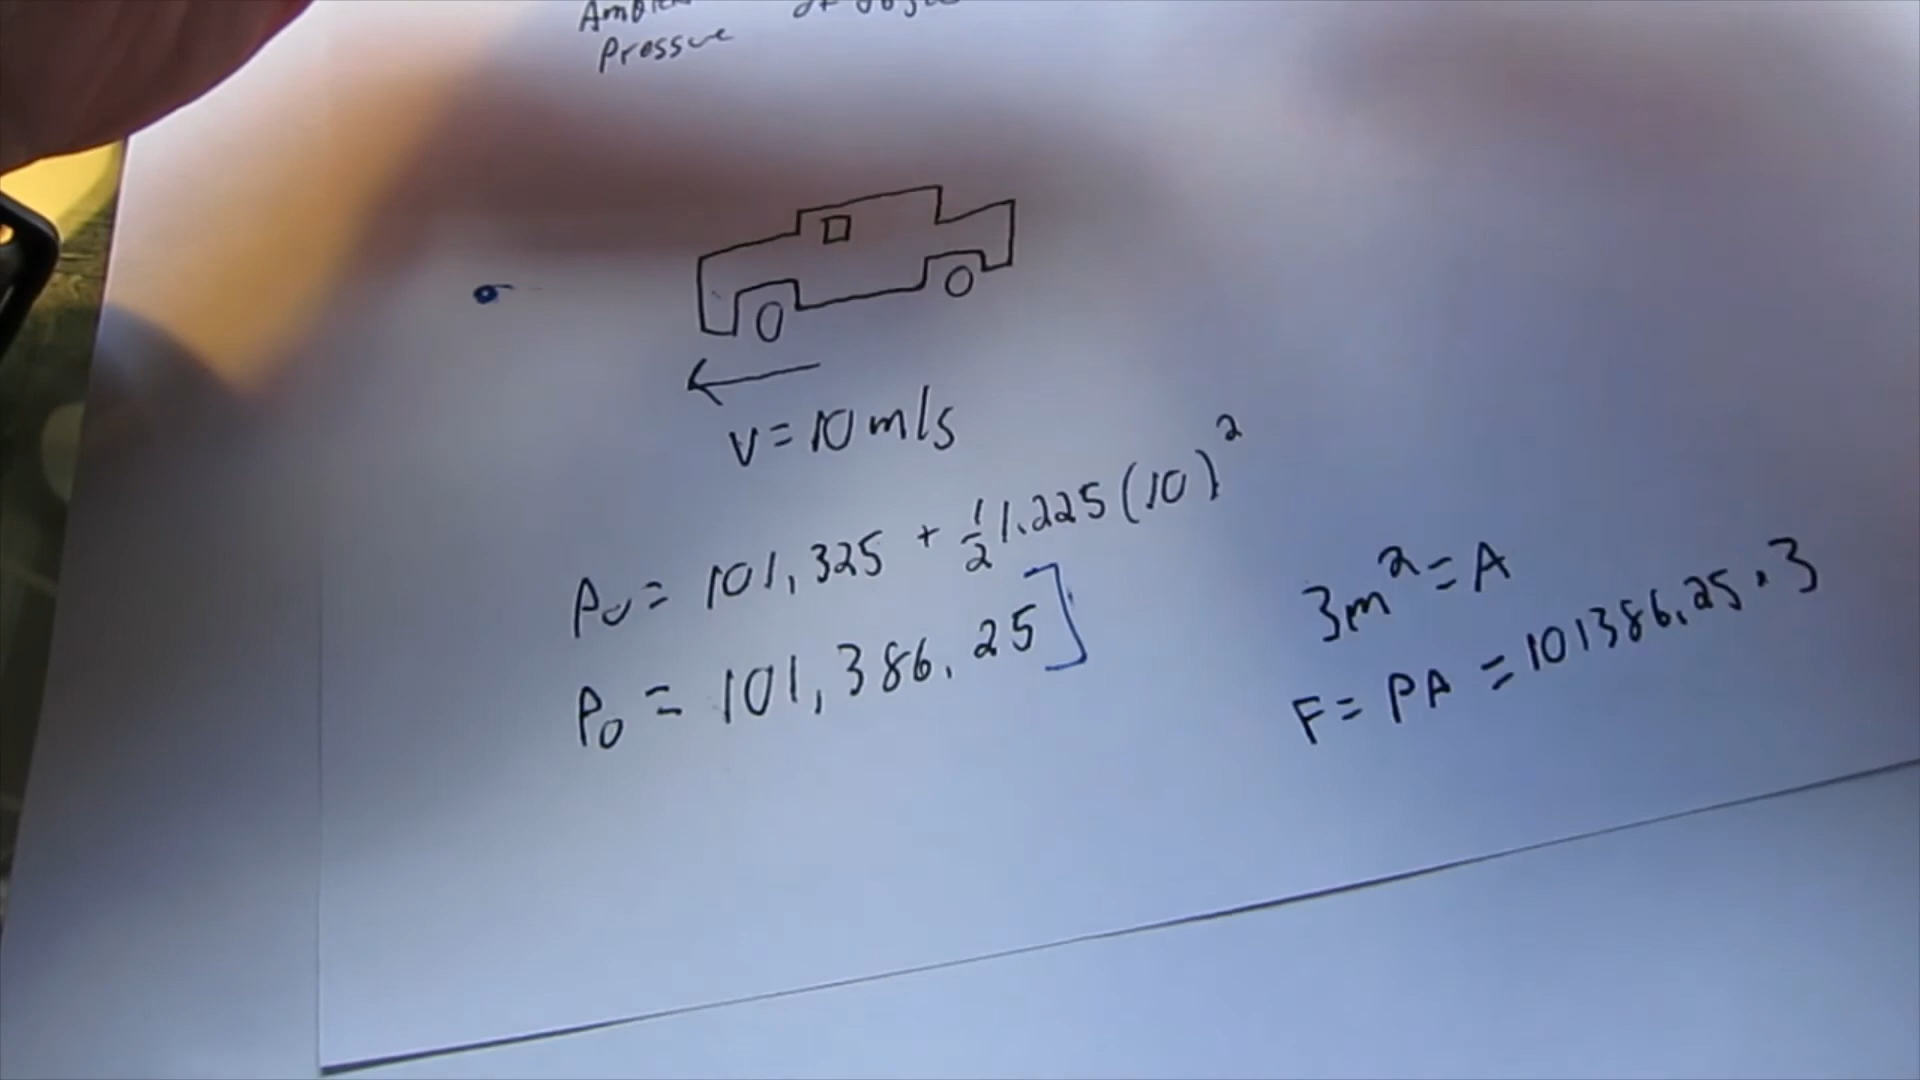 Pressure
V = 10 m/s
P₀ = 101,325 + 1/2 1.225 (10)²
P₀ = 101,386.25
3m² = A
F = PA = 101386.25 · 3